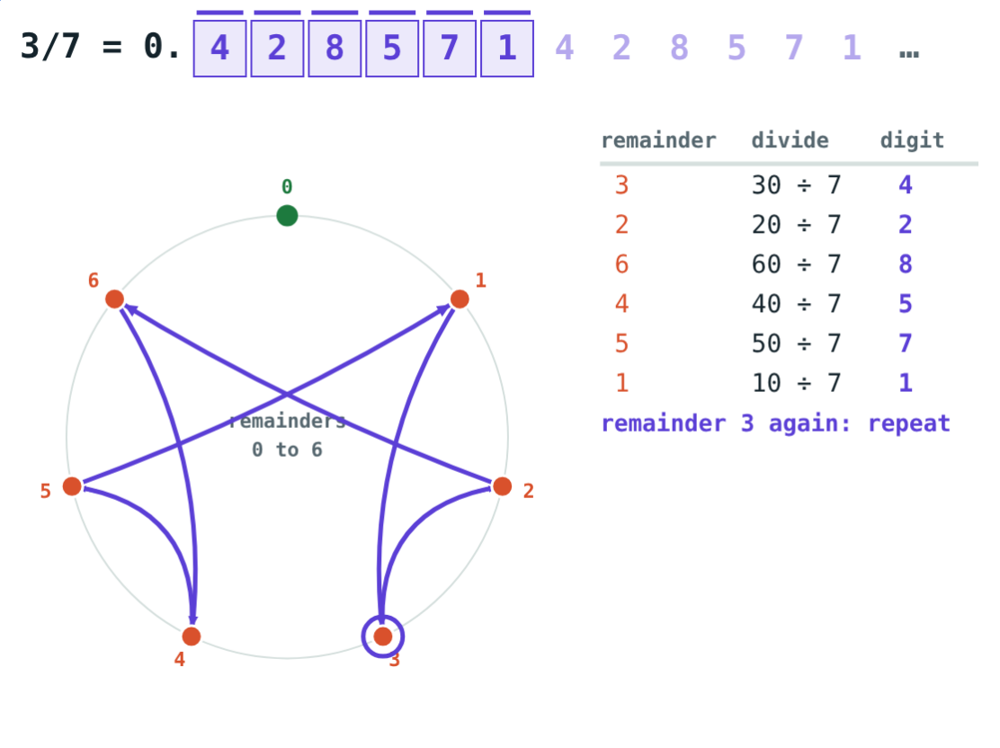 3/7 = 0. 4 2 8 5 7 1 4 2 8 5 7 1 …
remainder divide digit
3 30 ÷ 7 4
2 20 ÷ 7 2
6 60 ÷ 7 8
4 40 ÷ 7 5
5 50 ÷ 7 7
1 10 ÷ 7 1
remainder 3 again: repeat
0
6 1
remainders
0 to 6
5 2
4 3